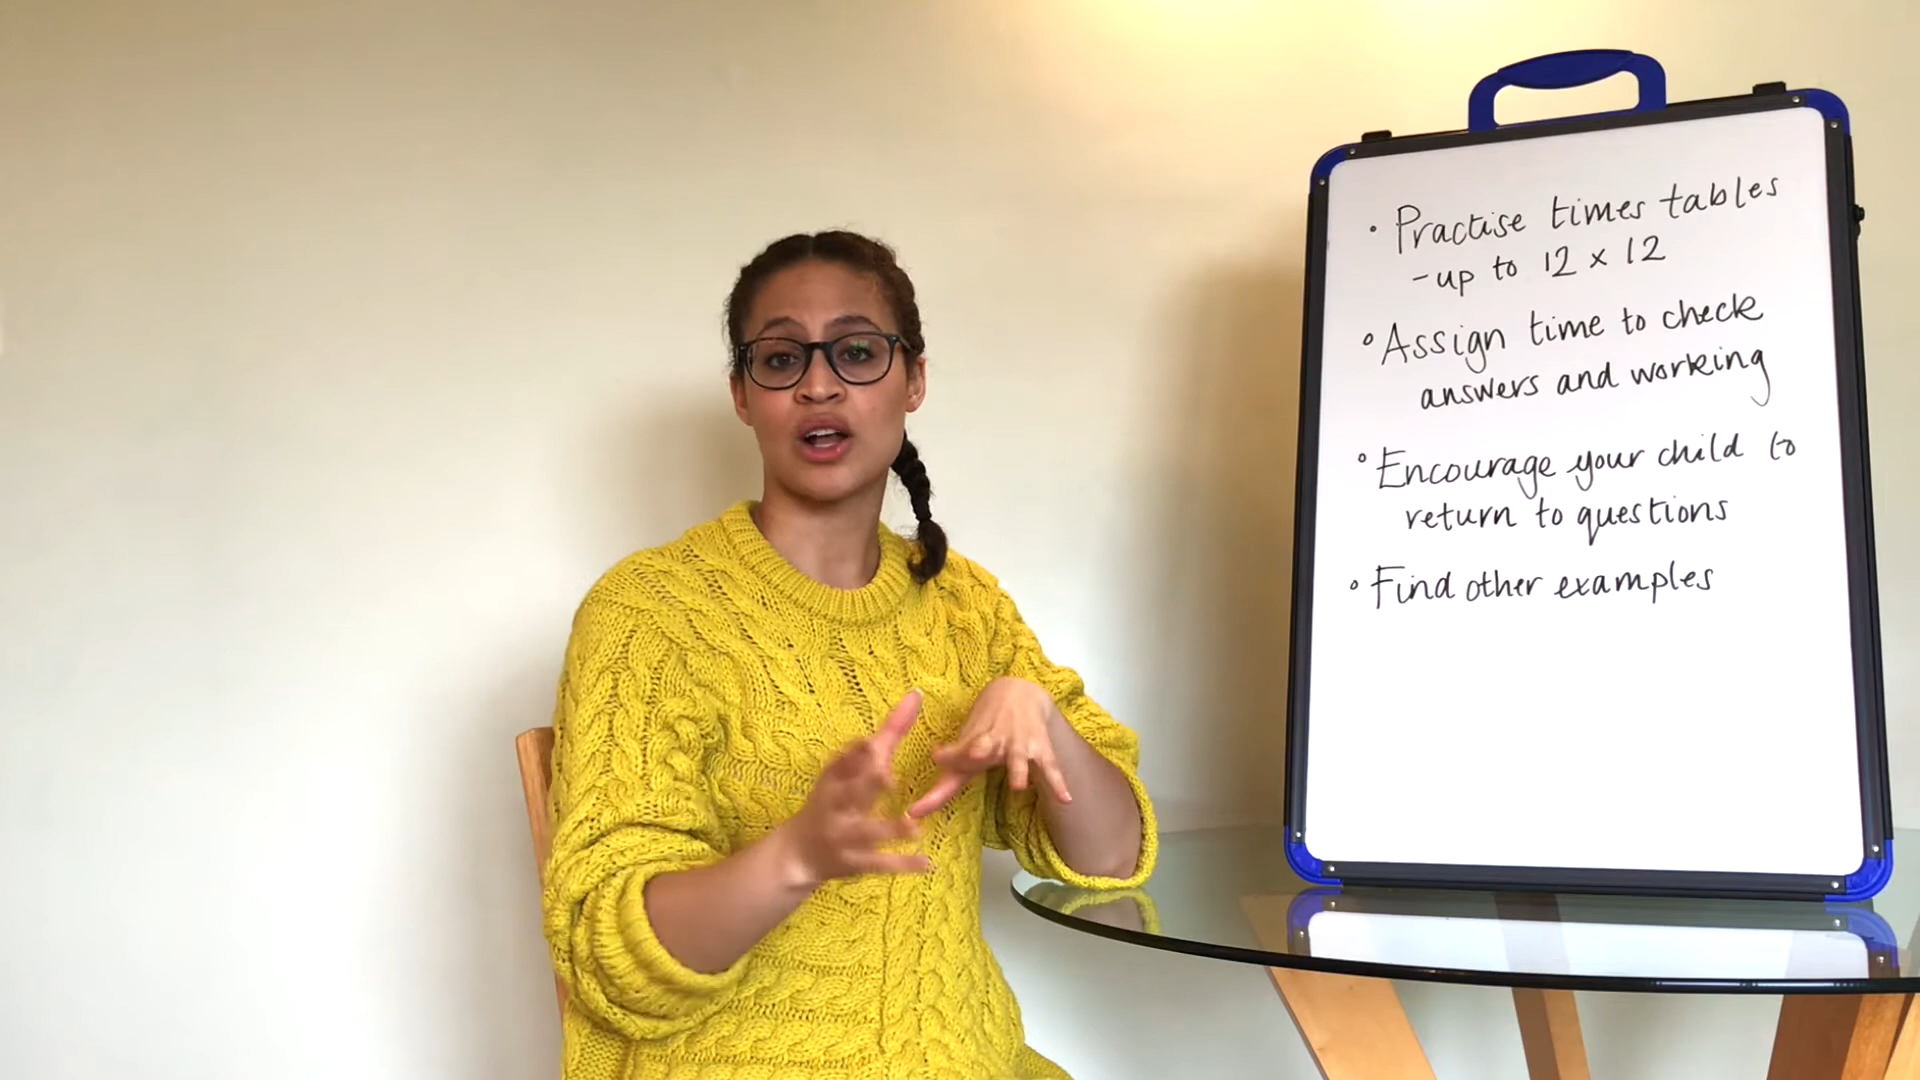 • Practise times tables
- up to 12 x 12
• Assign time to check
answers and working
• Encourage your child to
return to questions
• Find other examples